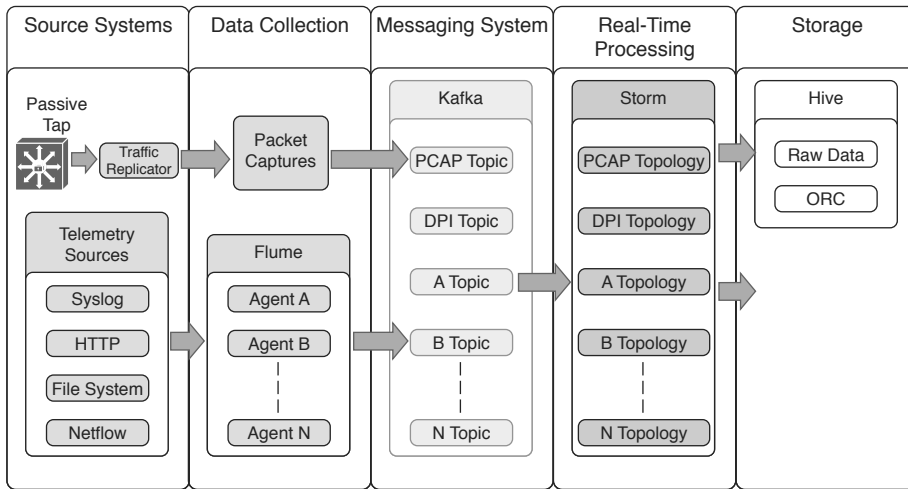 Source Systems
Data Collection
Messaging System
Real-Time
Processing
Storage
Passive
Tap
Traffic
Replicator
Telemetry
Sources
Syslog
HTTP
File System
Netflow
Packet
Captures
Flume
Agent A
Agent B
Agent N
Kafka
PCAP Topic
DPI Topic
A Topic
B Topic
N Topic
Storm
PCAP Topology
DPI Topology
A Topology
B Topology
N Topology
Hive
Raw Data
ORC